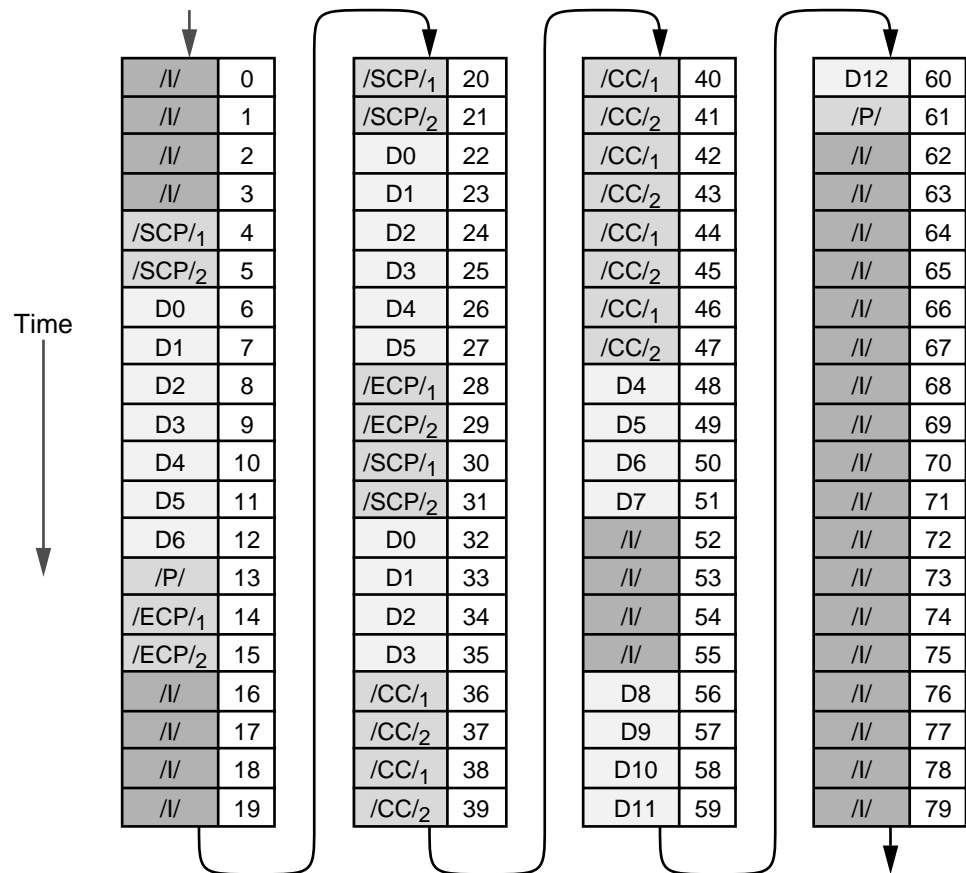 /I/ 0 /SCP/1 20 /CC/1 40 D12 60
/I/ 1 /SCP/2 21 /CC/2 41 /P/ 61
/I/ 2 D0 22 /CC/1 42 /I/ 62
/I/ 3 D1 23 /CC/2 43 /I/ 63
/SCP/1 4 D2 24 /CC/1 44 /I/ 64
/SCP/2 5 D3 25 /CC/2 45 /I/ 65
D0 6 D4 26 /CC/1 46 /I/ 66
Time
D1 7 D5 27 /CC/2 47 /I/ 67
D2 8 /ECP/1 28 D4 48 /I/ 68
D3 9 /ECP/2 29 D5 49 /I/ 69
D4 10 /SCP/1 30 D6 50 /I/ 70
D5 11 /SCP/2 31 D7 51 /I/ 71
D6 12 D0 32 /I/ 52 /I/ 72
/P/ 13 D1 33 /I/ 53 /I/ 73
/ECP/1 14 D2 34 /I/ 54 /I/ 74
/ECP/2 15 D3 35 /I/ 55 /I/ 75
/I/ 16 /CC/1 36 D8 56 /I/ 76
/I/ 17 /CC/2 37 D9 57 /I/ 77
/I/ 18 /CC/1 38 D10 58 /I/ 78
/I/ 19 /CC/2 39 D11 59 /I/ 79